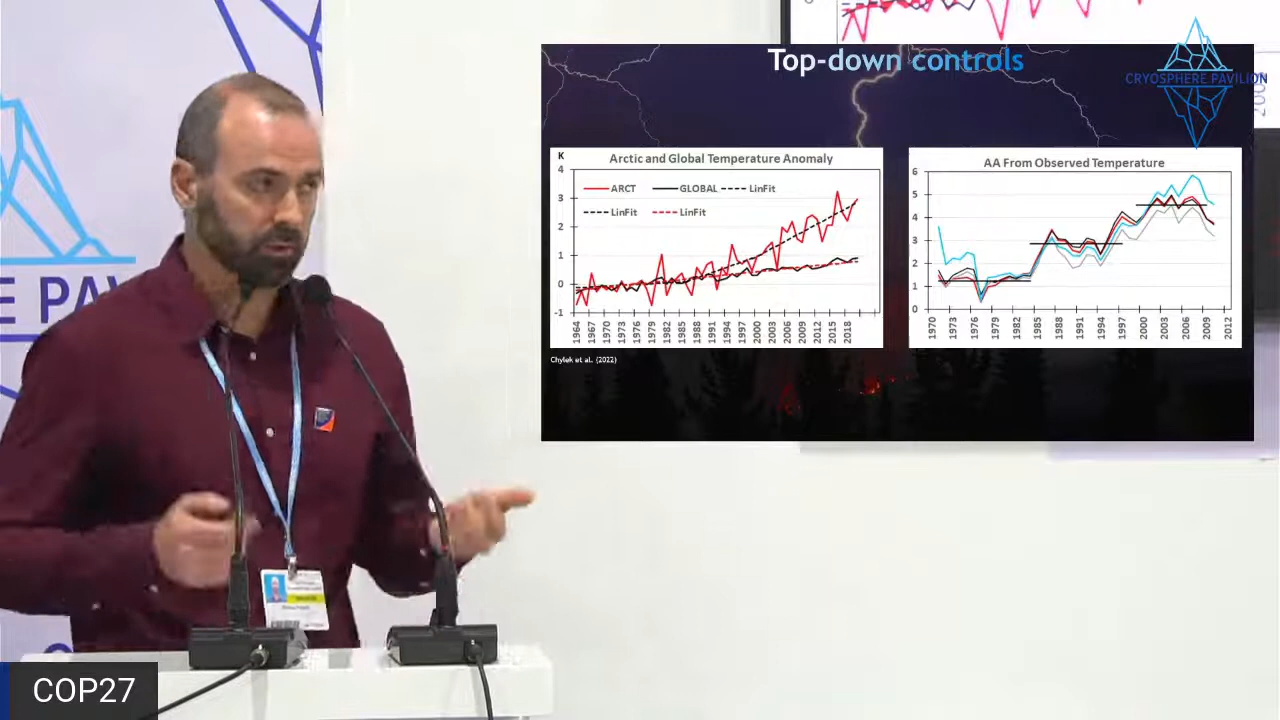 Top-down controls
CRYOSPHERE PAVILION
K
Arctic and Global Temperature Anomaly
ARCT GLOBAL LinFit
LinFit LinFit
4
3
2
1
0
-1
1964 1967 1970 1973 1976 1979 1982 1985 1988 1991 1994 1997 2000 2003 2006 2009 2012 2015 2018
Chylek et al. (2022)
AA From Observed Temperature
6
5
4
3
2
1
0
1970 1973 1976 1979 1982 1985 1988 1991 1994 1997 2000 2003 2006 2009 2012
E PAV
COP27